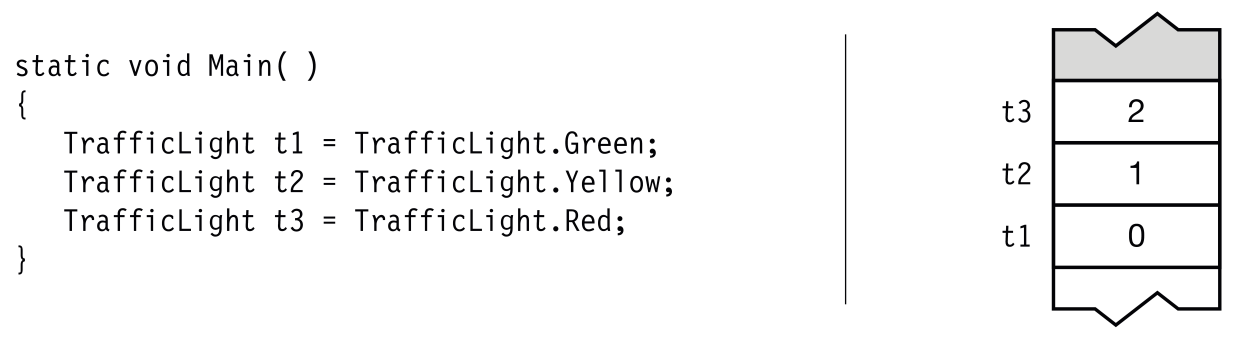 static void Main( )
{
   TrafficLight t1 = TrafficLight.Green;
   TrafficLight t2 = TrafficLight.Yellow;
   TrafficLight t3 = TrafficLight.Red;
}
t3 2
t2 1
t1 0